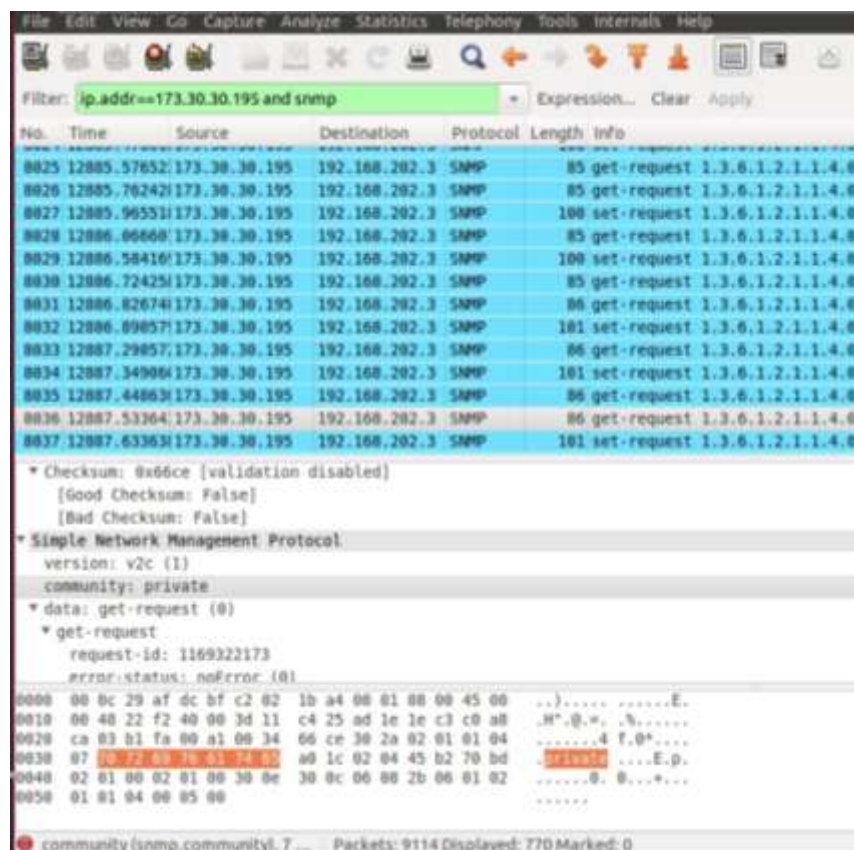 File Edit View Go Capture Analyze Statistics Telephony Tools Internals Help
Filter: ip.addr==173.30.30.195 and snmp Expression... Clear Apply
No. Time Source Destination Protocol Length Info
8025 12885.57652 173.30.30.195 192.168.202.3 SNMP 85 get-request 1.3.6.1.2.1.1.4.0
8026 12885.76242 173.30.30.195 192.168.202.3 SNMP 85 get-request 1.3.6.1.2.1.1.4.0
8027 12885.96551 173.30.30.195 192.168.202.3 SNMP 100 set-request 1.3.6.1.2.1.1.4.0
8028 12886.06660 173.30.30.195 192.168.202.3 SNMP 85 get-request 1.3.6.1.2.1.1.4.0
8029 12886.58416 173.30.30.195 192.168.202.3 SNMP 100 set-request 1.3.6.1.2.1.1.4.0
8030 12886.72425 173.30.30.195 192.168.202.3 SNMP 85 get-request 1.3.6.1.2.1.1.4.0
8031 12886.82674 173.30.30.195 192.168.202.3 SNMP 86 get-request 1.3.6.1.2.1.1.4.0
8032 12886.89057 173.30.30.195 192.168.202.3 SNMP 101 set-request 1.3.6.1.2.1.1.4.0
8033 12887.29057 173.30.30.195 192.168.202.3 SNMP 86 get-request 1.3.6.1.2.1.1.4.0
8034 12887.34906 173.30.30.195 192.168.202.3 SNMP 101 set-request 1.3.6.1.2.1.1.4.0
8035 12887.44863 173.30.30.195 192.168.202.3 SNMP 86 get-request 1.3.6.1.2.1.1.4.0
8036 12887.53364 173.30.30.195 192.168.202.3 SNMP 86 get-request 1.3.6.1.2.1.1.4.0
8037 12887.63363 173.30.30.195 192.168.202.3 SNMP 101 set-request 1.3.6.1.2.1.1.4.0
Checksum: 0x66ce [validation disabled]
[Good Checksum: False]
[Bad Checksum: False]
Simple Network Management Protocol
version: v2c (1)
community: private
data: get-request (0)
get-request
request-id: 1169322173
error-status: noError (0)
0000 00 0c 29 af dc bf c2 02 1b a4 00 01 08 00 45 00 ..)..... ......E.
0010 00 48 22 f2 40 00 3d 11 c4 25 ad 1e 1e c3 c0 a8 .H".@.=. .%......
0020 ca 03 b1 fa 00 a1 00 34 66 ce 30 2a 02 01 01 04 .......4 f.0*....
0030 07 70 72 69 76 61 74 65 a0 1c 02 04 45 b2 70 bd .private ....E.p.
0040 02 01 00 02 01 00 30 0e 30 0c 06 08 2b 06 01 02 ......0. 0...+...
0050 01 01 04 00 05 00 ......
community (snmp.community), 7 ... Packets: 9114 Displayed: 770 Marked: 0